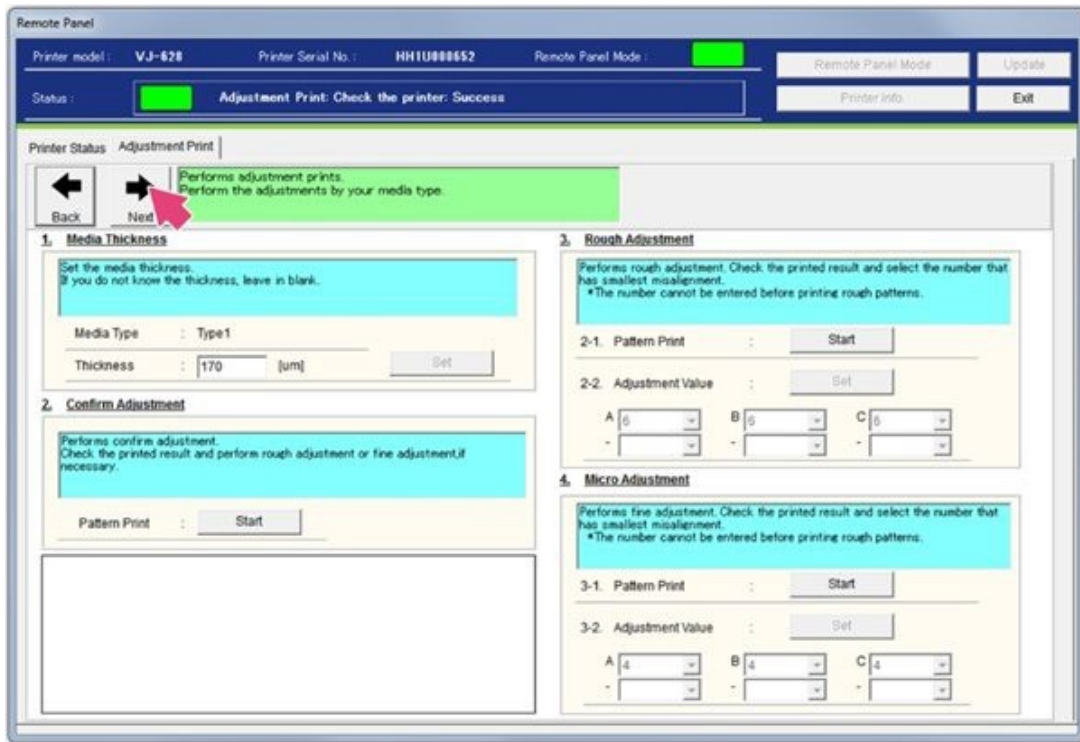 Remote Panel
Printer model : VJ-628 Printer Serial No. : HH1U000652 Remote Panel Mode :
Remote Panel Mode Update
Status : Adjustment Print: Check the printer: Success
Printer Info. Exit
Printer Status Adjustment Print
Back Next
Performs adjustment prints.
Perform the adjustments by your media type.
1. Media Thickness
Set the media thickness.
If you do not know the thickness, leave in blank.
Media Type : Type1
Thickness : 170 [um] Set
2. Confirm Adjustment
Performs confirm adjustment.
Check the printed result and perform rough adjustment or fine adjustment,if
necessary.
Pattern Print : Start
3. Rough Adjustment
Performs rough adjustment. Check the printed result and select the number that
has smallest misalignment.
*The number cannot be entered before printing rough patterns.
2-1. Pattern Print : Start
2-2. Adjustment Value : Set
A 6 B 6 C 6
- - -
4. Micro Adjustment
Performs fine adjustment. Check the printed result and select the number that
has smallest misalignment.
*The number cannot be entered before printing rough patterns.
3-1. Pattern Print : Start
3-2. Adjustment Value : Set
A 4 B 4 C 4
- - -